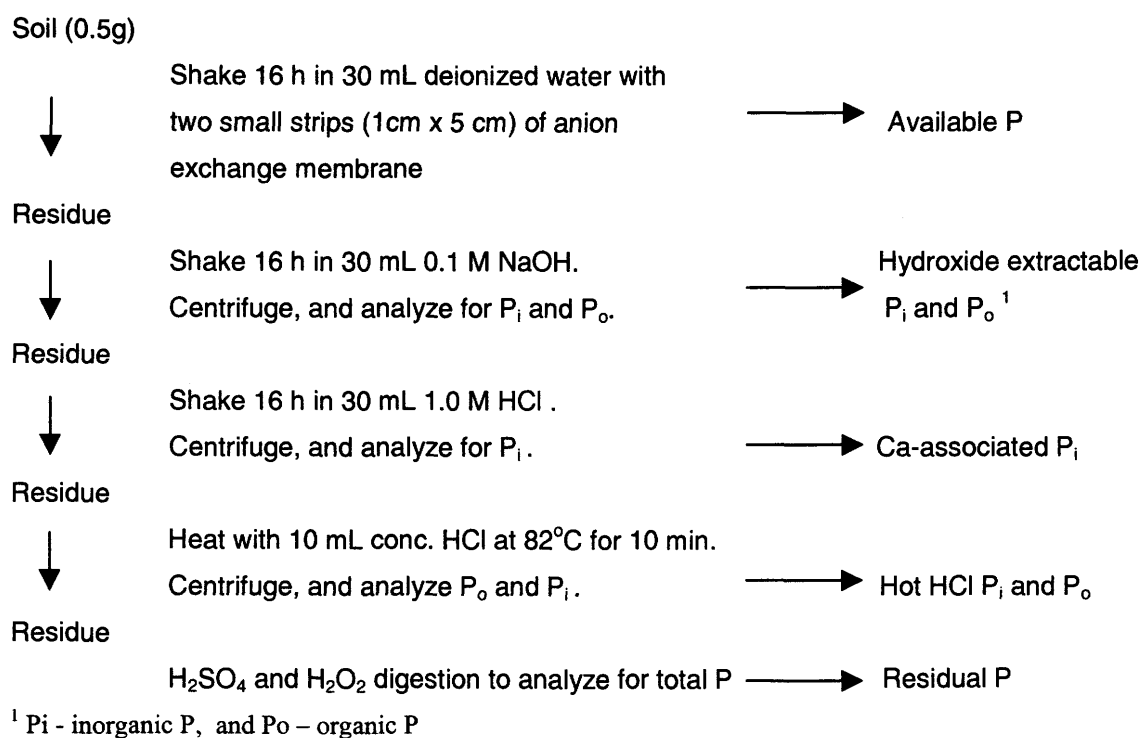 Soil (0.5g)
Shake 16 h in 30 mL deionized water with
two small strips (1cm x 5 cm) of anion
exchange membrane
Available P
Residue
Shake 16 h in 30 mL 0.1 M NaOH.
Centrifuge, and analyze for Pi and Po.
Hydroxide extractable
Pi and Po 1
Residue
Shake 16 h in 30 mL 1.0 M HCl .
Centrifuge, and analyze for Pi .
Ca-associated Pi
Residue
Heat with 10 mL conc. HCl at 82°C for 10 min.
Centrifuge, and analyze Po and Pi .
Hot HCl Pi and Po
Residue
H2SO4 and H2O2 digestion to analyze for total P
Residual P
1 Pi - inorganic P, and Po – organic P